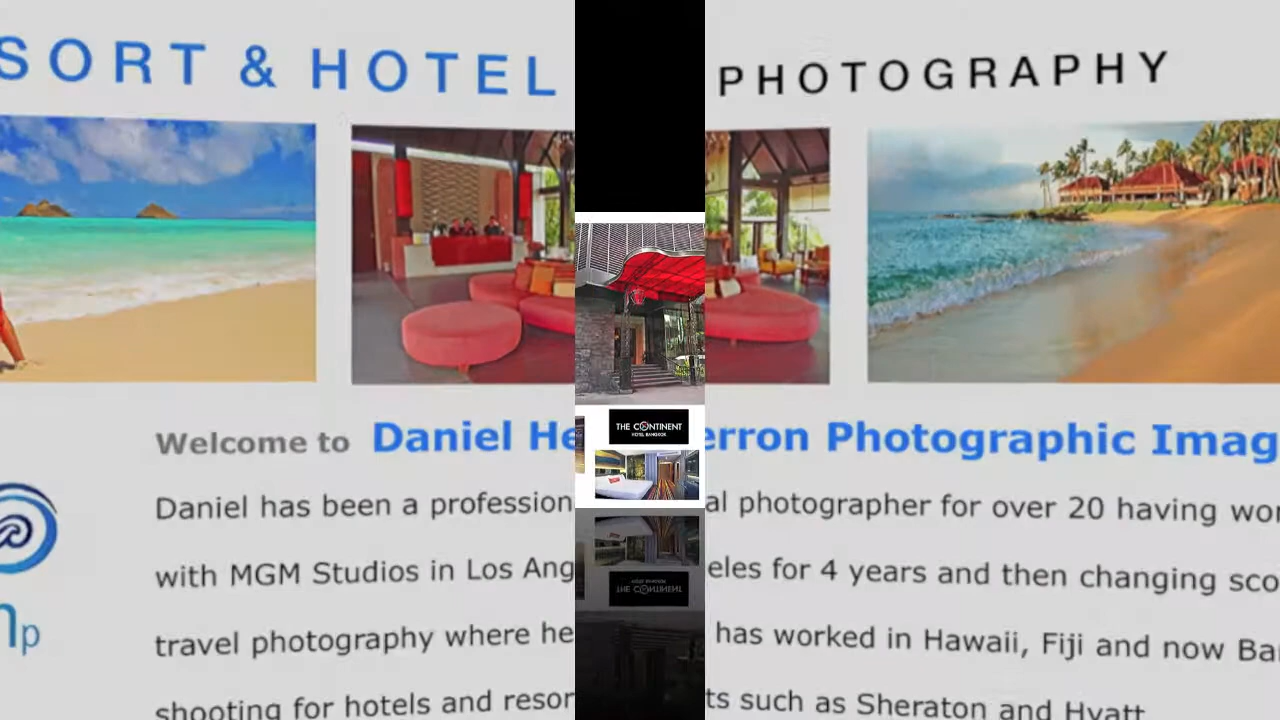 SORT & HOTEL PHOTOGRAPHY
Welcome to Daniel He erron Photographic Imag
Daniel has been a profession al photographer for over 20 having wor
with MGM Studios in Los Ang eles for 4 years and then changing sco
travel photography where he has worked in Hawaii, Fiji and now Ba
shooting for hotels and resor ts such as Sheraton and Hyatt
THE CONTINENT
HOTEL BANGKOK
np